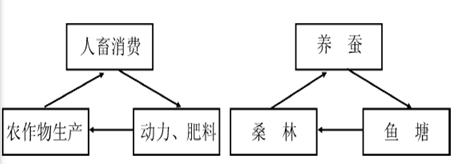 人畜消费
养 蚕
农作物生产
动力、肥料
桑 林
鱼 塘